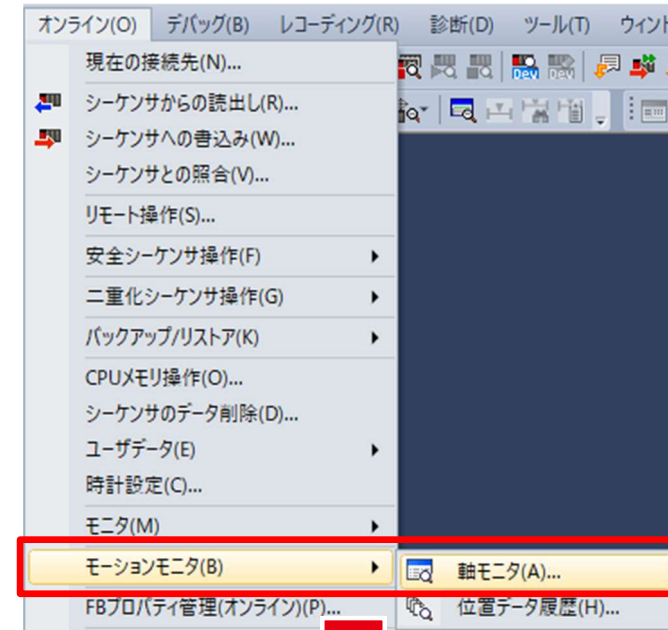 オンライン(O) デバッグ(B) レコーディング(R) 診断(D) ツール(T) ウィンド
現在の接続先(N)...
シーケンサからの読出し(R)...
シーケンサへの書込み(W)...
シーケンサとの照合(V)...
リモート操作(S)...
安全シーケンサ操作(F)
二重化シーケンサ操作(G)
バックアップ/リストア(K)
CPUメモリ操作(O)...
シーケンサのデータ削除(D)...
ユーザデータ(E)
時計設定(C)...
モニタ(M)
モーションモニタ(B)
軸モニタ(A)...
FBプロパティ管理(オンライン)(P)...
位置データ履歴(H)...
Dev
Dev